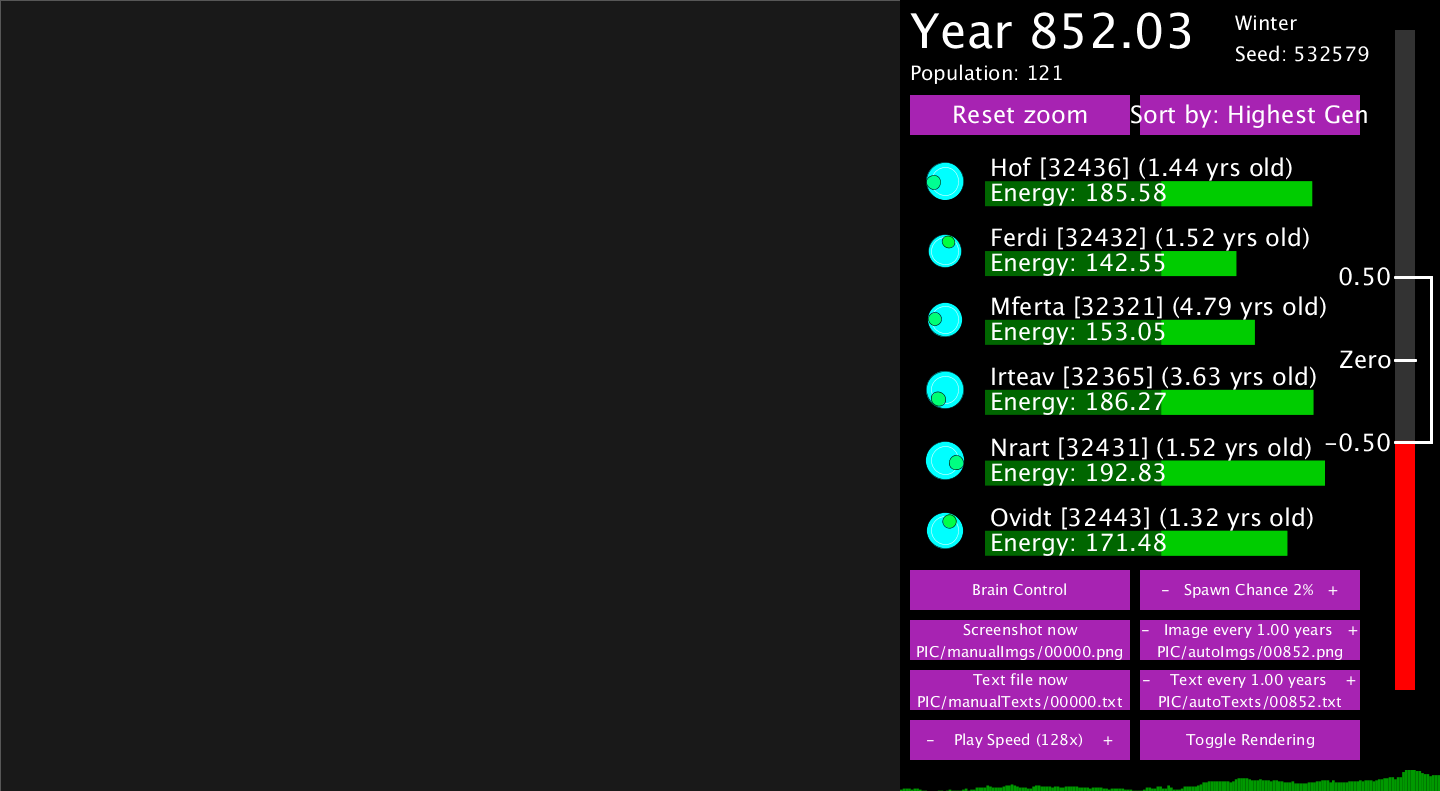 Year 852.03
Winter
Seed: 532579
Population: 121
Reset zoom
Sort by: Highest Gen
Hof [32436] (1.44 yrs old)
Energy: 185.58
Ferdi [32432] (1.52 yrs old)
Energy: 142.55
Mferta [32321] (4.79 yrs old)
Energy: 153.05
Irteav [32365] (3.63 yrs old)
Energy: 186.27
Nrart [32431] (1.52 yrs old)
Energy: 192.83
Ovidt [32443] (1.32 yrs old)
Energy: 171.48
0.50
Zero
-0.50
Brain Control
- Spawn Chance 2% +
Screenshot now
PIC/manualImgs/00000.png
- Image every 1.00 years +
PIC/autoImgs/00852.png
Text file now
PIC/manualTexts/00000.txt
- Text every 1.00 years +
PIC/autoTexts/00852.txt
- Play Speed (128x) +
Toggle Rendering